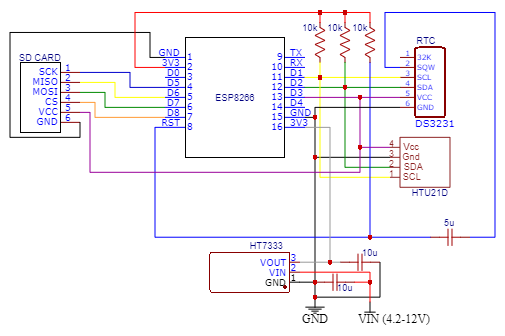 10k 10k 10k
RTC
SD CARD
SCK 1
MISO 2
MOSI 3
CS 4
VCC 5
GND 6
GND 1
3V3 2
D0 3
D5 4
D6 5
D7 6
D8 7
RST 8
ESP8266
9 TX
10 RX
11 D1
12 D2
13 D3
14 D4
15 GND
16 3V3
1 32K
2 SQW
3 SCL
4 SDA
5 VCC
6 GND
DS3231
4 Vcc
3 Gnd
2 SDA
1 SCL
HTU21D
5u
HT7333
VOUT 3
VIN 2
GND 1
10u
10u
GND
VIN (4.2-12V)